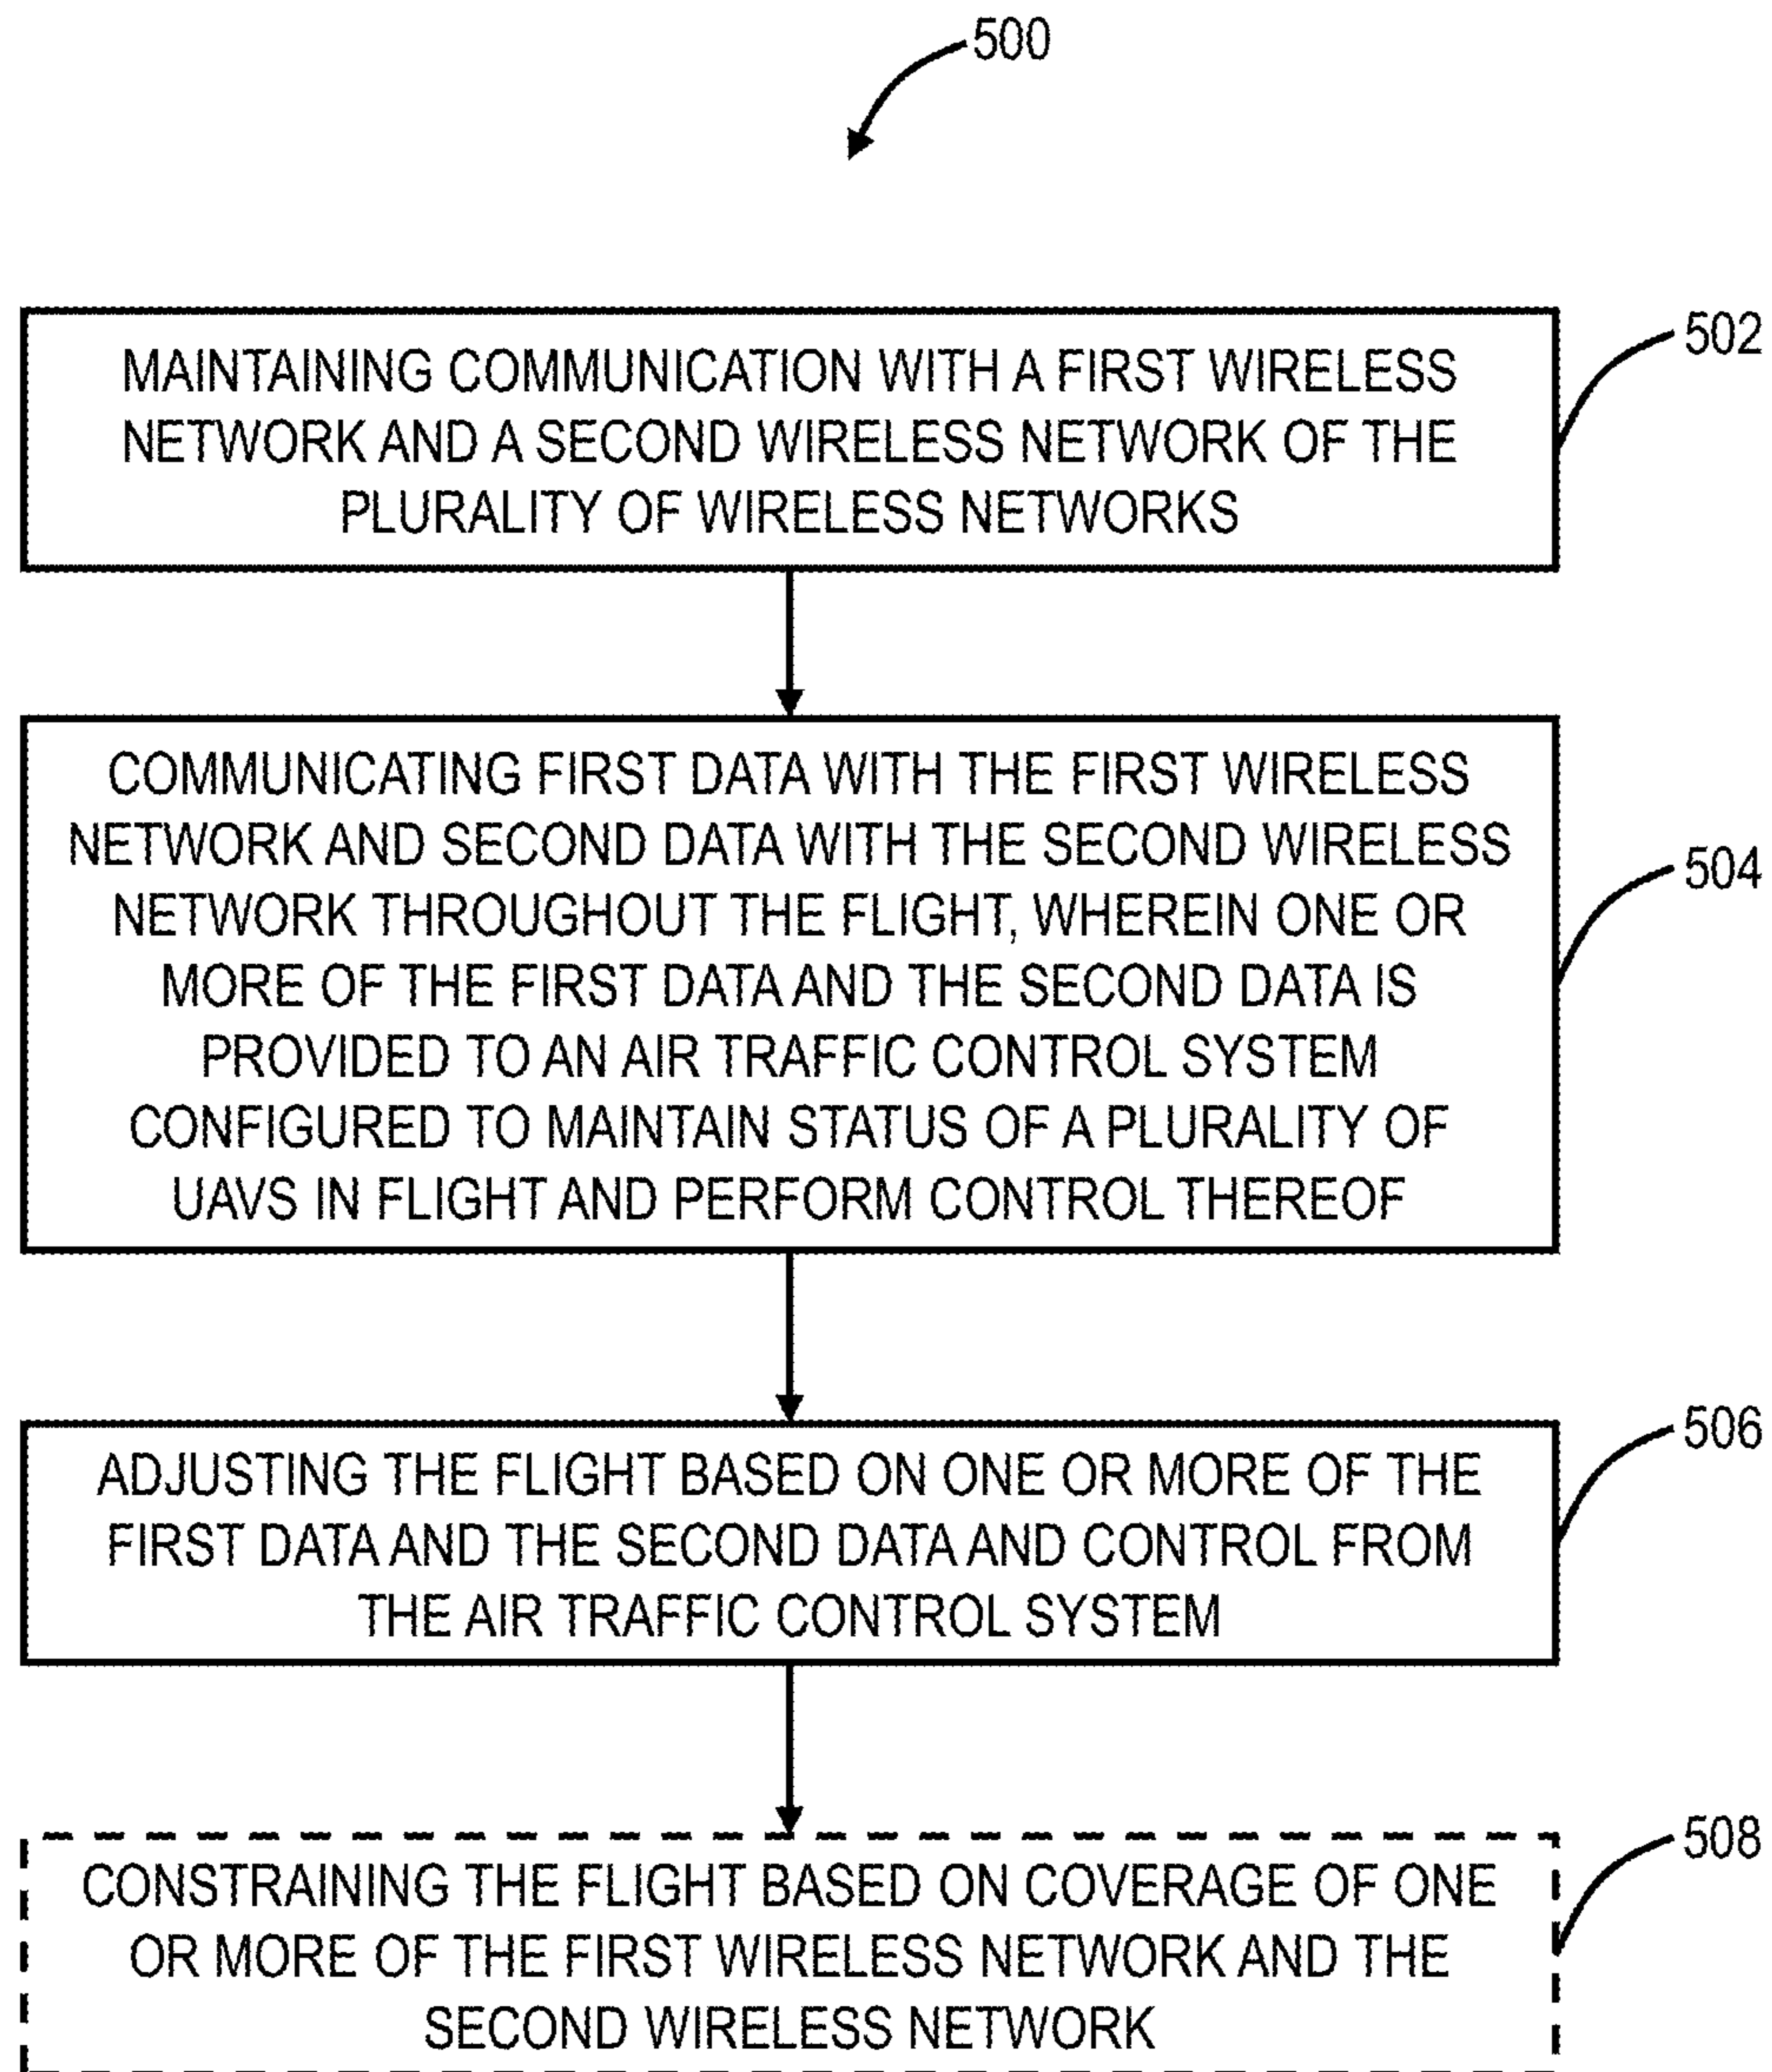 500
MAINTAINING COMMUNICATION WITH A FIRST WIRELESS
NETWORK AND A SECOND WIRELESS NETWORK OF THE
PLURALITY OF WIRELESS NETWORKS
502
COMMUNICATING FIRST DATA WITH THE FIRST WIRELESS
NETWORK AND SECOND DATA WITH THE SECOND WIRELESS
NETWORK THROUGHOUT THE FLIGHT, WHEREIN ONE OR
MORE OF THE FIRST DATA AND THE SECOND DATA IS
PROVIDED TO AN AIR TRAFFIC CONTROL SYSTEM
CONFIGURED TO MAINTAIN STATUS OF A PLURALITY OF
UAVS IN FLIGHT AND PERFORM CONTROL THEREOF
504
ADJUSTING THE FLIGHT BASED ON ONE OR MORE OF THE
FIRST DATA AND THE SECOND DATA AND CONTROL FROM
THE AIR TRAFFIC CONTROL SYSTEM
506
CONSTRAINING THE FLIGHT BASED ON COVERAGE OF ONE
OR MORE OF THE FIRST WIRELESS NETWORK AND THE
SECOND WIRELESS NETWORK
508